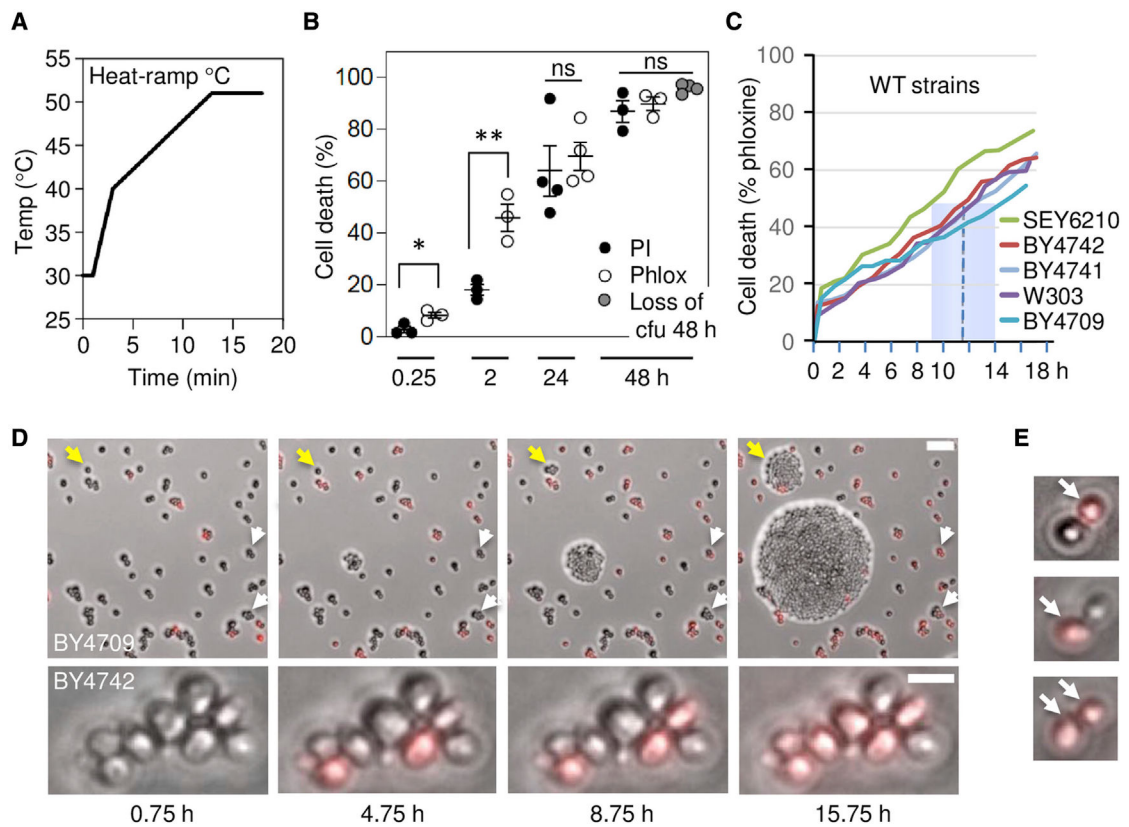 A
Heat-ramp °C
Temp (°C)
55
50
45
40
35
30
25
0
5
10
15
20
Time (min)
B
Cell death (%)
100
80
60
40
20
0
*
**
ns
ns
PI
Phlox
Loss of
cfu 48 h
0.25
2
24
48 h
C
WT strains
Cell death (% phloxine)
100
80
60
40
20
0
SEY6210
BY4742
BY4741
W303
BY4709
0 2 4 6 8 10 14 18 h
D
BY4709
BY4742
0.75 h
4.75 h
8.75 h
15.75 h
E